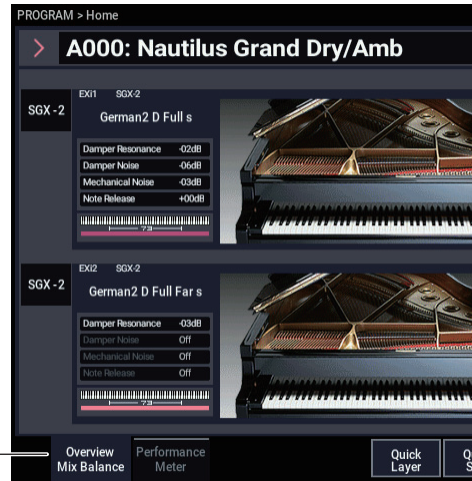 PROGRAM > Home
A000: Nautilus Grand Dry/Amb
EXi1 SGX-2
SGX-2
German2 D Full s
Damper Resonance -02dB
Damper Noise -06dB
Mechanical Noise -03dB
Note Release +00dB
73
EXi2 SGX-2
SGX-2
German2 D Full Far s
Damper Resonance -03dB
Damper Noise Off
Mechanical Noise Off
Note Release Off
73
Overview
Mix Balance
Performance
Meter
Quick
Layer